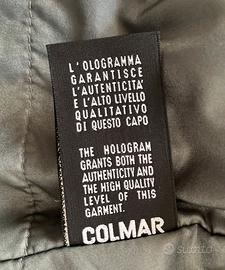 L'OLOGRAMMA
GARANTISCE
L'AUTENTICITA'
E L'ALTO LIVELLO
QUALITATIVO
DI QUESTO CAPO
THE HOLOGRAM
GRANTS BOTH THE
AUTHENTICITY AND
THE HIGH QUALITY
LEVEL OF THIS
GARMENT.
COLMAR
subito